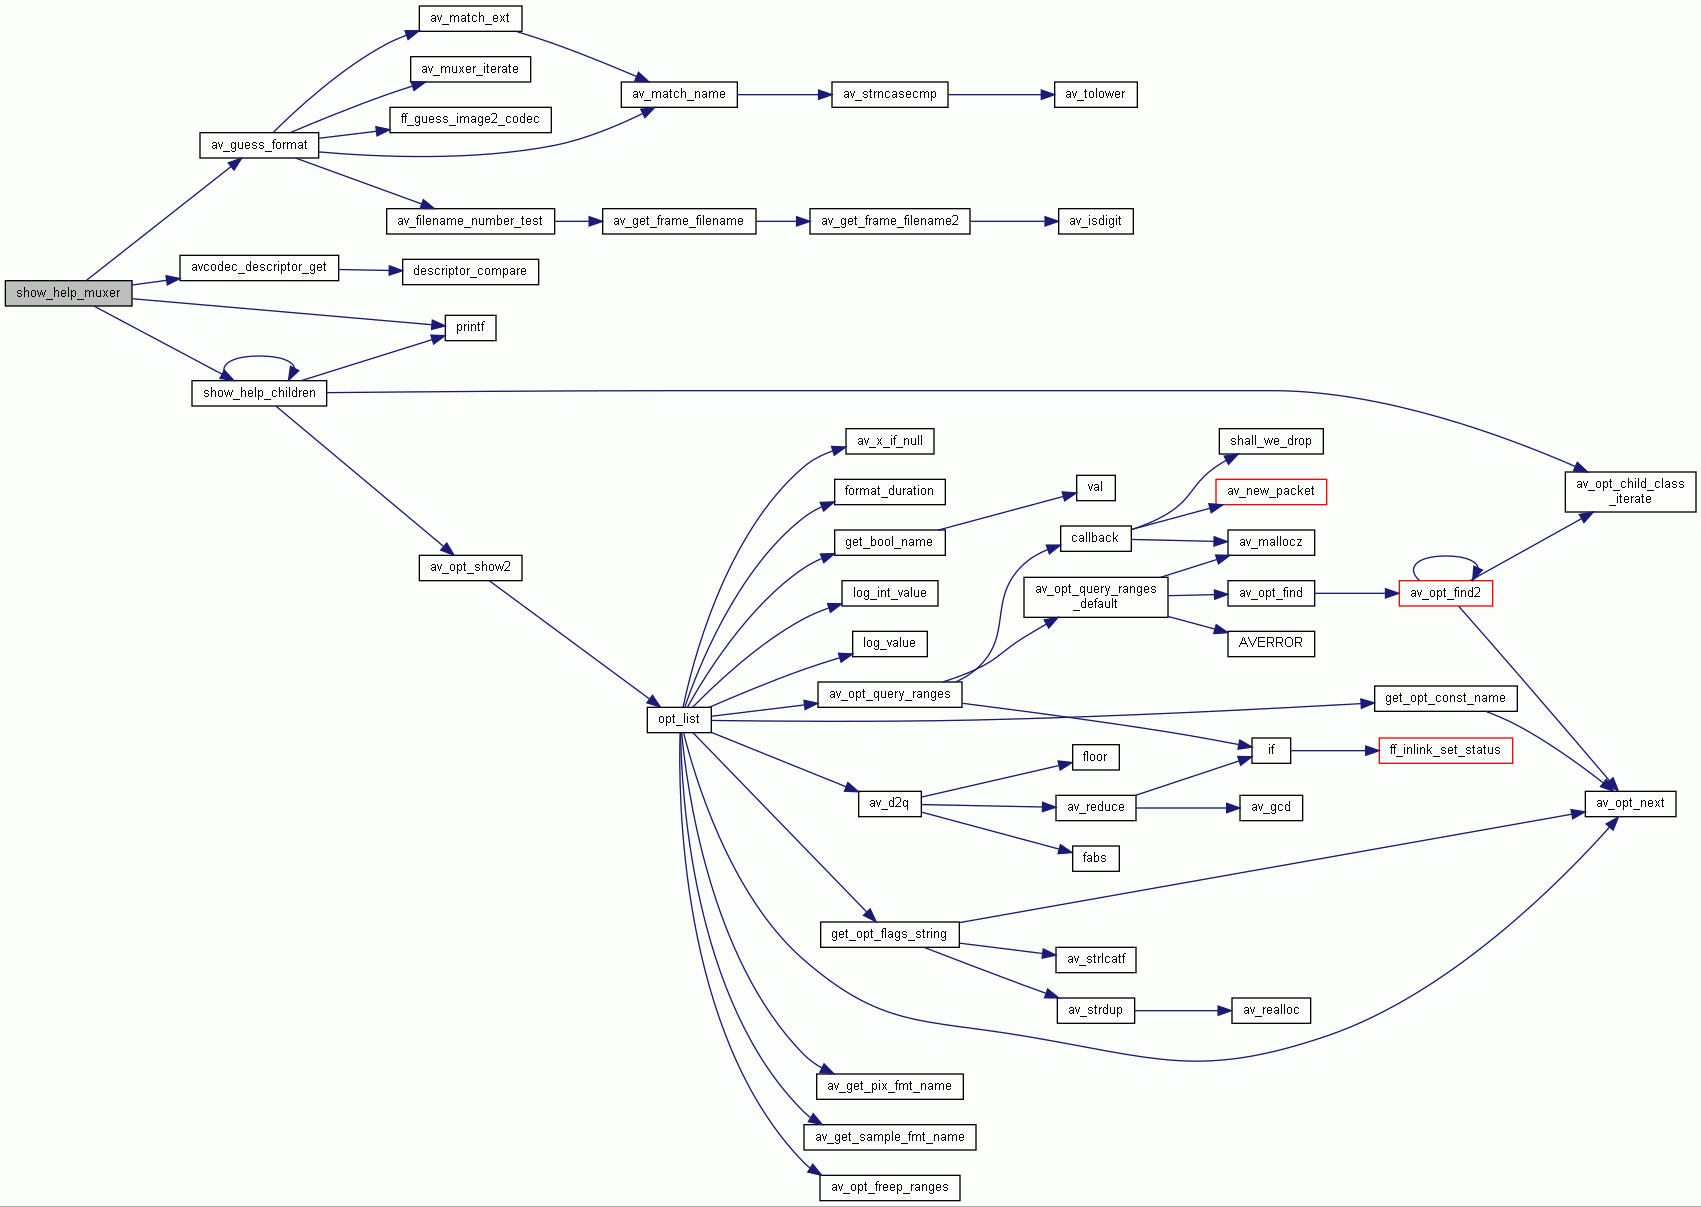 av_match_ext
av_muxer_iterate
av_match_name
av_strncasecmp
av_tolower
ff_guess_image2_codec
av_guess_format
av_filename_number_test
av_get_frame_filename
av_get_frame_filename2
av_isdigit
avcodec_descriptor_get
descriptor_compare
show_help_muxer
printf
show_help_children
av_x_if_null
shall_we_drop
av_opt_child_class
_iterate
format_duration
val
av_new_packet
get_bool_name
callback
av_mallocz
av_opt_show2
log_int_value
av_opt_query_ranges
_default
av_opt_find
av_opt_find2
log_value
AVERROR
av_opt_query_ranges
get_opt_const_name
opt_list
floor
if
ff_inlink_set_status
av_d2q
av_reduce
av_gcd
av_opt_next
fabs
get_opt_flags_string
av_strlcatf
av_strdup
av_realloc
av_get_pix_fmt_name
av_get_sample_fmt_name
av_opt_freep_ranges